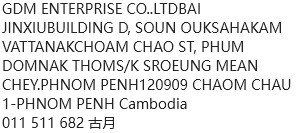 GDM ENTERPRISE CO..LTDBAI
JINXIUBUILDING D, SOUN OUKSAHAKAM
VATTANAKCHOAM CHAO ST, PHUM
DOMNAK THOMS/K SROEUNG MEAN
CHEY.PHNOM PENH120909 CHAOM CHAU
1-PHNOM PENH Cambodia
011 511 682 古月